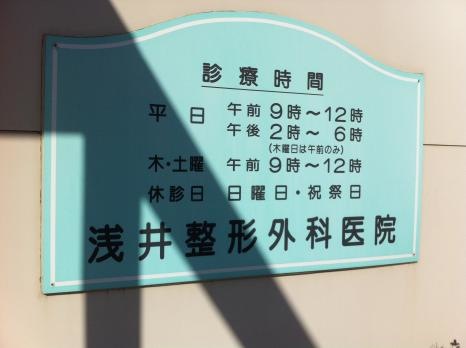 診療時間
平日 午前 9時～12時
午後 2時～ 6時
(木曜日は午前のみ)
木・土曜 午前 9時～12時
休診日 日曜日・祝祭日
浅井整形外科医院